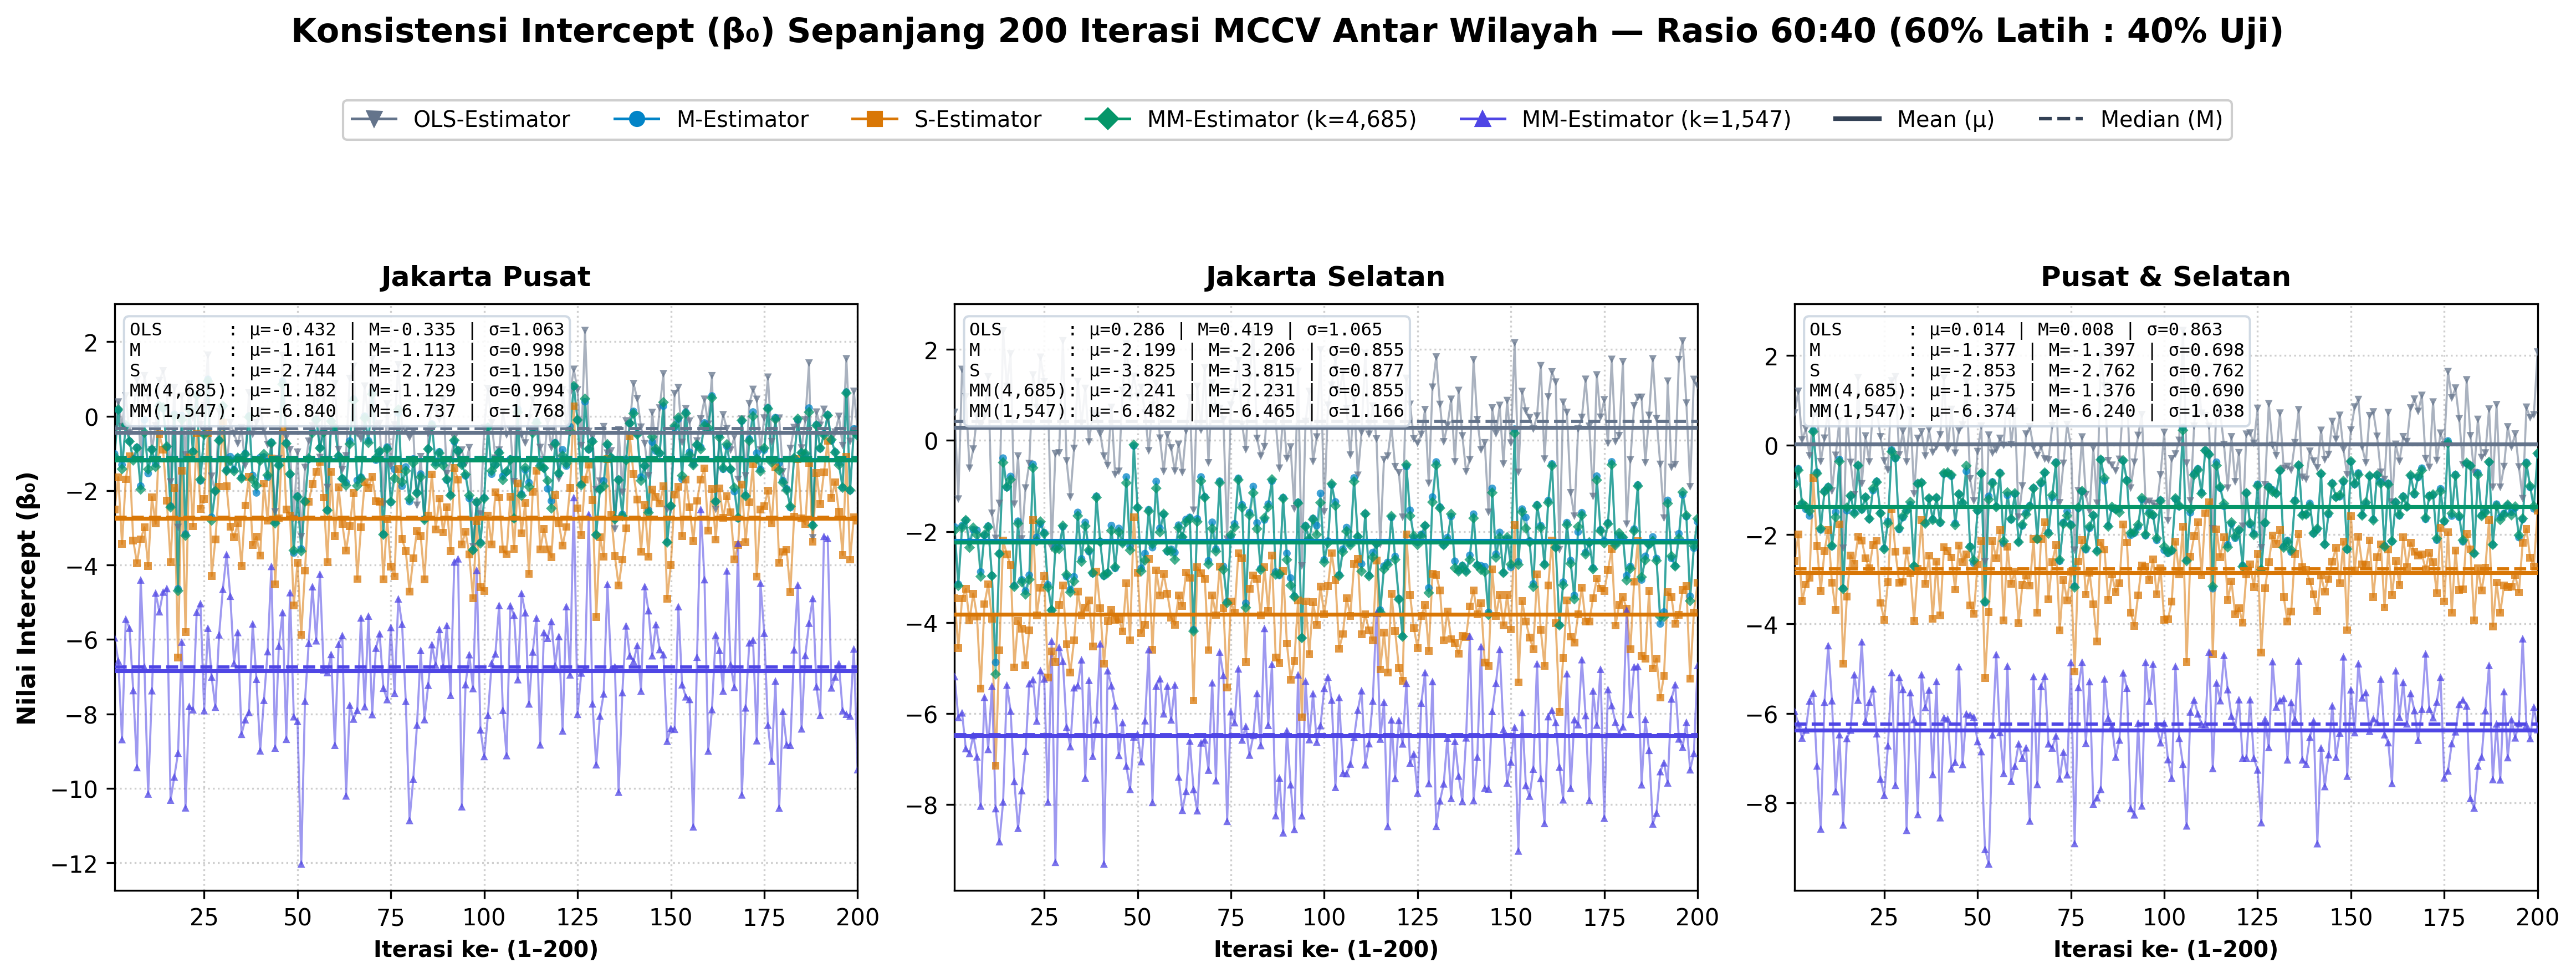 Konsistensi Intercept (β₀) Sepanjang 200 Iterasi MCCV Antar Wilayah — Rasio 60:40 (60% Latih : 40% Uji)
OLS-Estimator M-Estimator S-Estimator MM-Estimator (k=4,685) MM-Estimator (k=1,547) Mean (μ) Median (M)
Jakarta Pusat
OLS : μ=-0.432 | M=-0.335 | σ=1.063
M : μ=-1.161 | M=-1.113 | σ=0.998
S : μ=-2.744 | M=-2.723 | σ=1.150
MM(4,685): μ=-1.182 | M=-1.129 | σ=0.994
MM(1,547): μ=-6.840 | M=-6.737 | σ=1.768
2
0
−2
−4
−6
−8
−10
−12
Nilai Intercept (β₀)
25 50 75 100 125 150 175 200
Iterasi ke- (1–200)
Jakarta Selatan
OLS : μ=0.286 | M=0.419 | σ=1.065
M : μ=-2.199 | M=-2.206 | σ=0.855
S : μ=-3.825 | M=-3.815 | σ=0.877
MM(4,685): μ=-2.241 | M=-2.231 | σ=0.855
MM(1,547): μ=-6.482 | M=-6.465 | σ=1.166
2
0
−2
−4
−6
−8
25 50 75 100 125 150 175 200
Iterasi ke- (1–200)
Pusat & Selatan
OLS : μ=0.014 | M=0.008 | σ=0.863
M : μ=-1.377 | M=-1.397 | σ=0.698
S : μ=-2.853 | M=-2.762 | σ=0.762
MM(4,685): μ=-1.375 | M=-1.376 | σ=0.690
MM(1,547): μ=-6.374 | M=-6.240 | σ=1.038
2
0
−2
−4
−6
−8
25 50 75 100 125 150 175 200
Iterasi ke- (1–200)